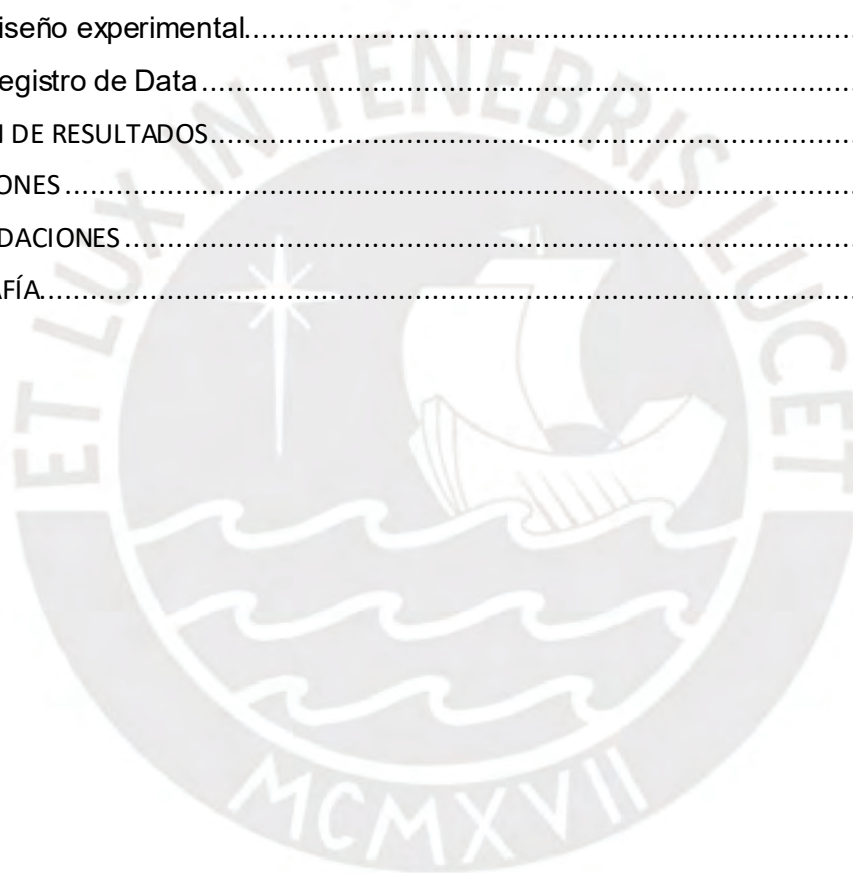 iseño experimental
egistro de Data
DE RESULTADOS
ONES
DACIONES
AFÍA
ET LUX IN TENEBRIS LUCET
MCMXVII